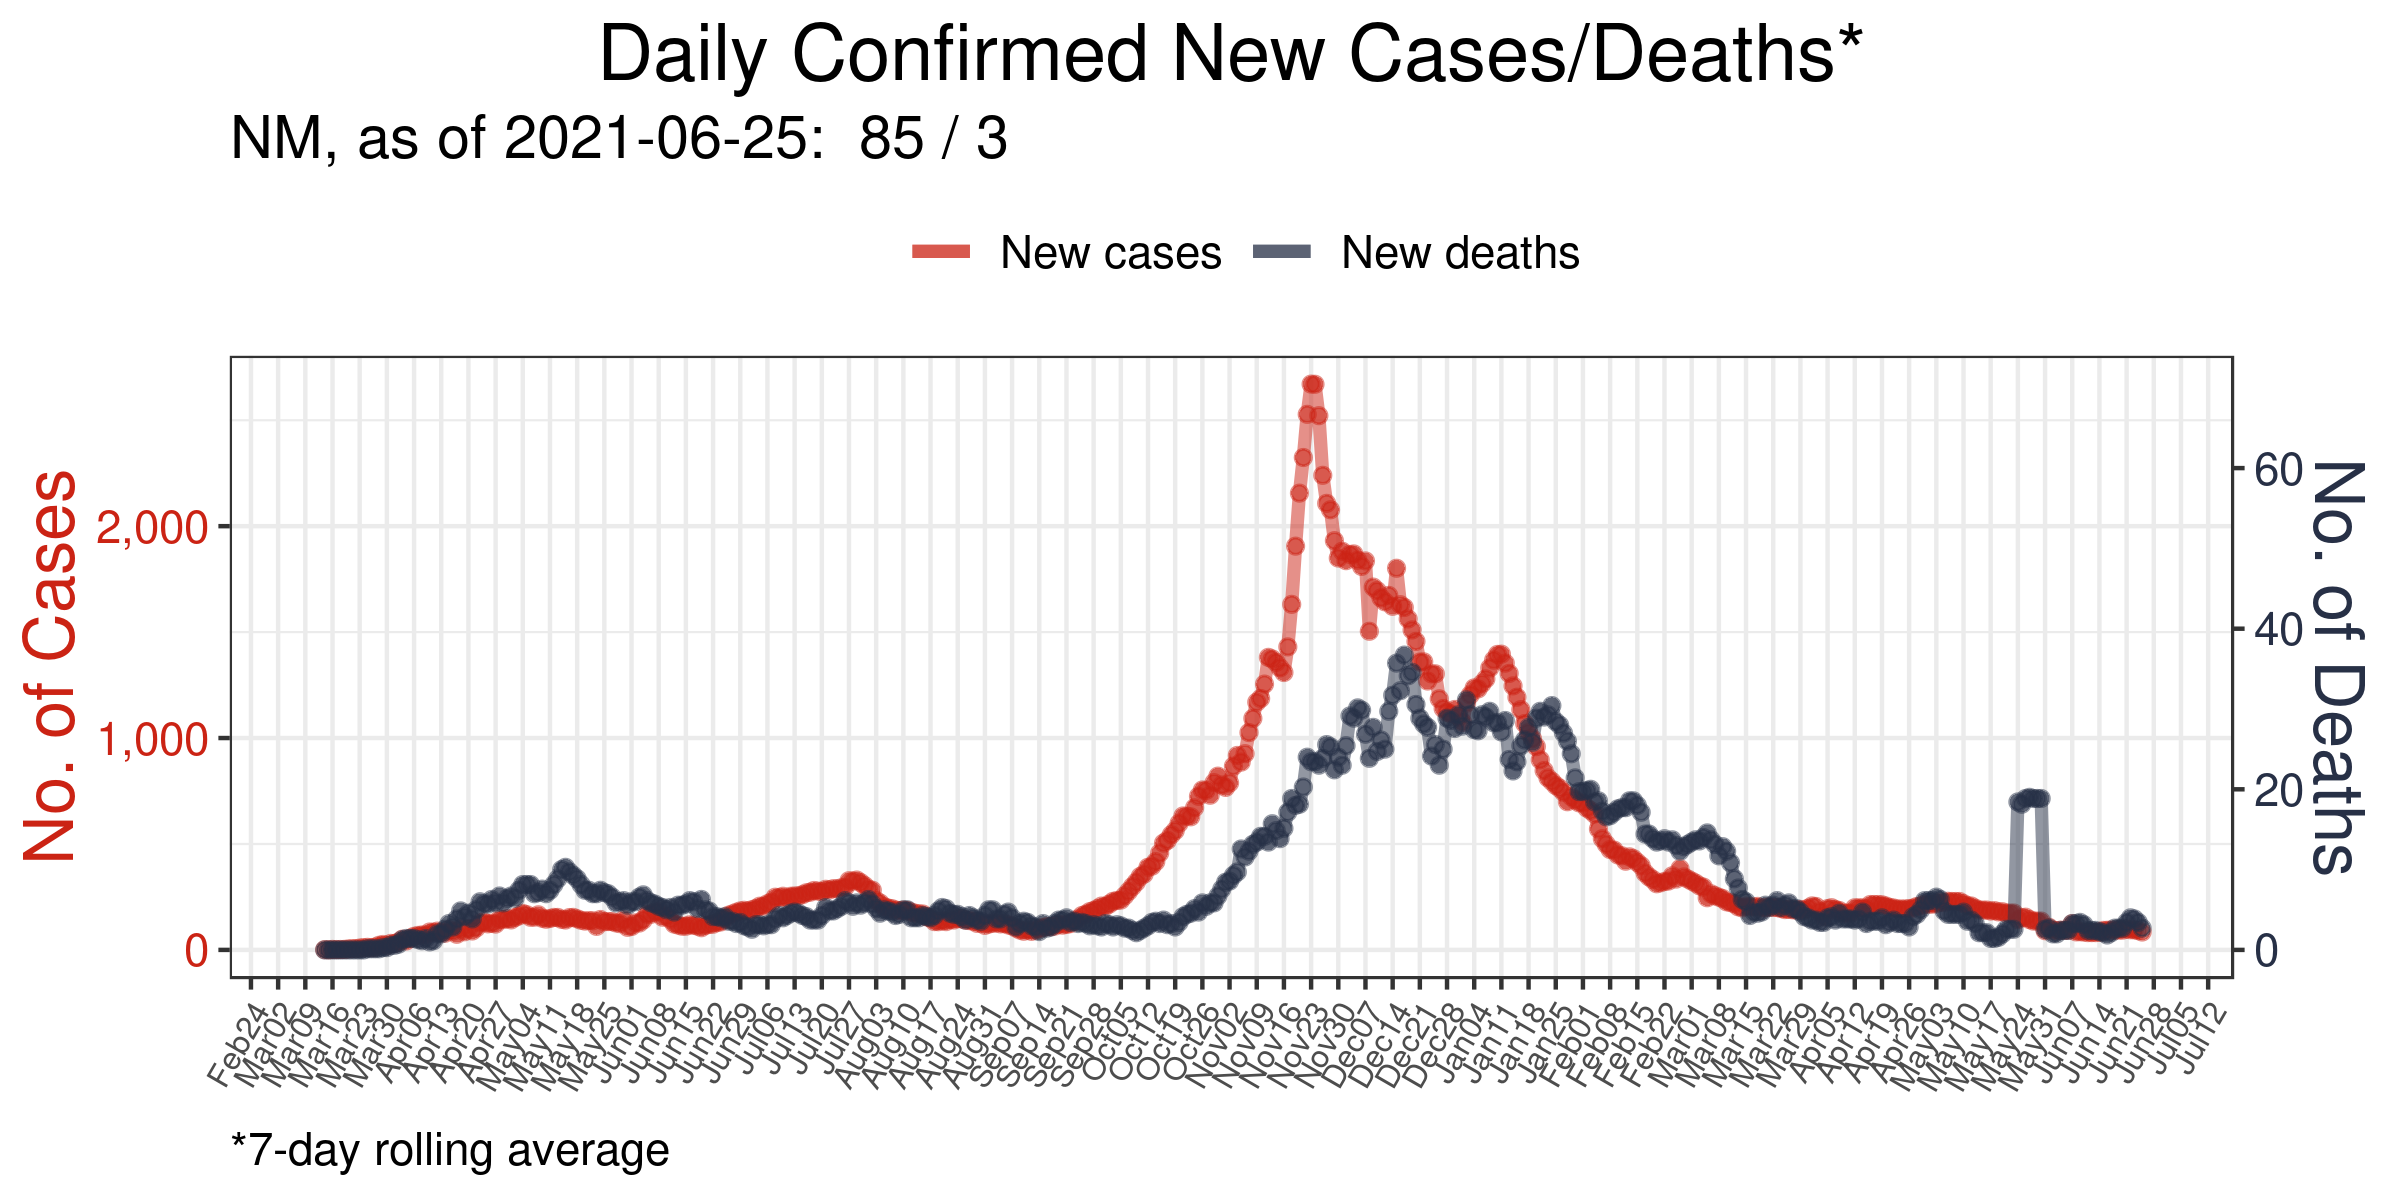 Daily Confirmed New Cases/Deaths*
NM, as of 2021-06-25:  85 / 3
New cases
New deaths
No. of Cases
2,000
1,000
0
60
40
20
0
No. of Deaths
Feb24
Mar02
Mar09
Mar16
Mar23
Mar30
Apr06
Apr13
Apr20
Apr27
May04
May11
May18
May25
Jun01
Jun08
Jun15
Jun22
Jun29
Jul06
Jul13
Jul20
Jul27
Aug03
Aug10
Aug17
Aug24
Aug31
Sep07
Sep14
Sep21
Sep28
Oct05
Oct12
Oct19
Oct26
Nov02
Nov09
Nov16
Nov23
Nov30
Dec07
Dec14
Dec21
Dec28
Jan04
Jan11
Jan18
Jan25
Feb01
Feb08
Feb15
Feb22
Mar01
Mar08
Mar15
Mar22
Mar29
Apr05
Apr12
Apr19
Apr26
May03
May10
May17
May24
May31
Jun07
Jun14
Jun21
Jun28
Jul05
Jul12
*7-day rolling average